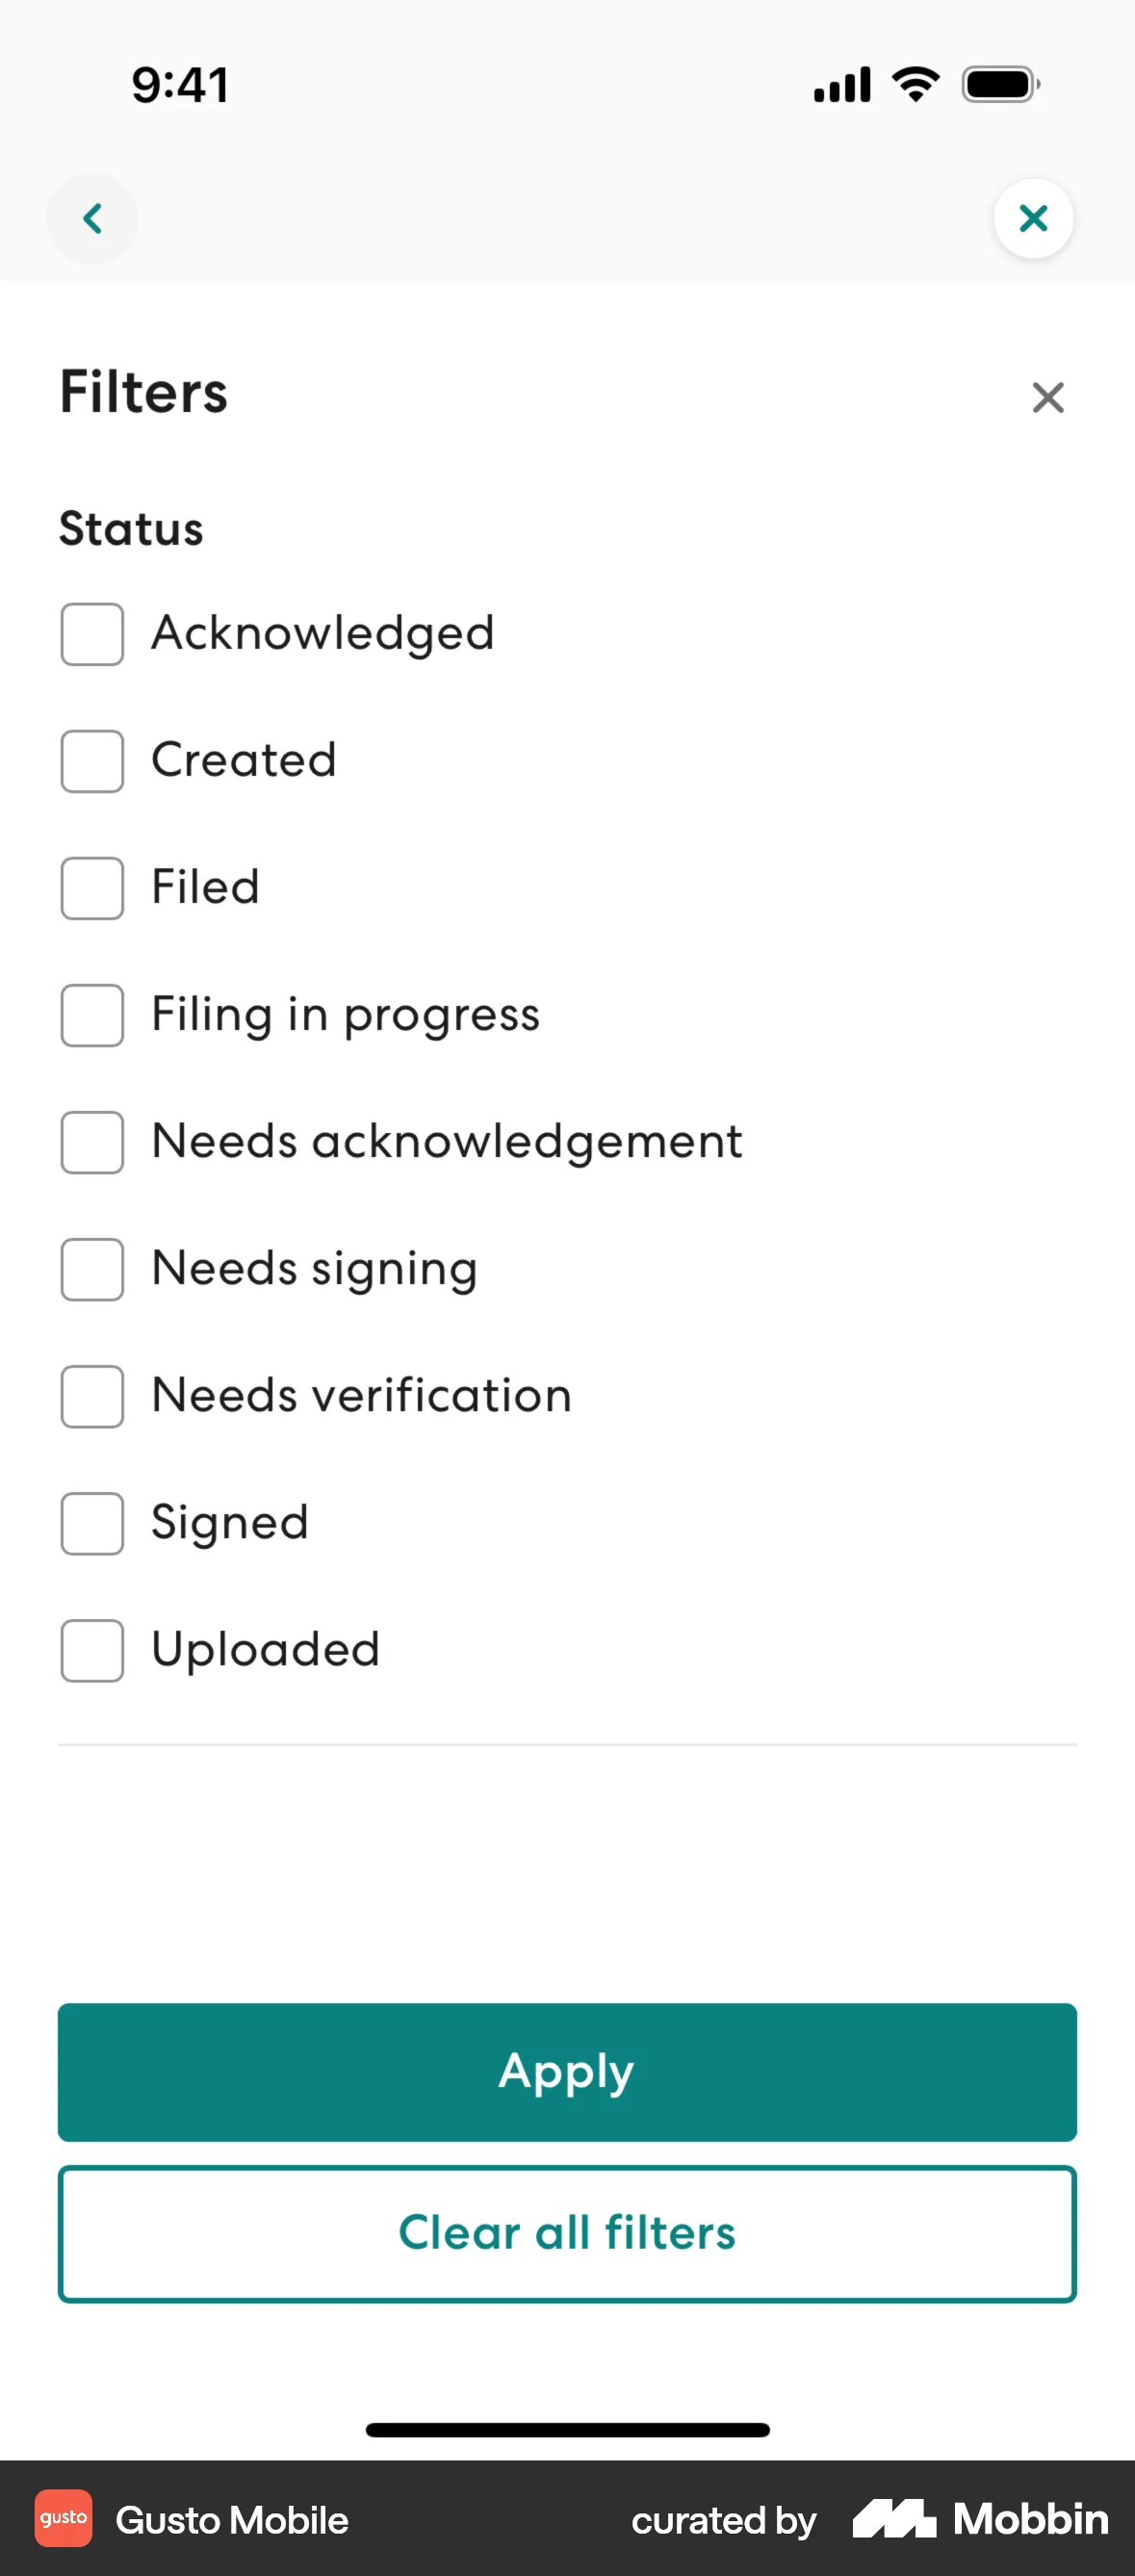 9:41
Filters
Status
Acknowledged
Created
Filed
Filing in progress
Needs acknowledgement
Needs signing
Needs verification
Signed
Uploaded
Apply
Clear all filters
gusto Gusto Mobile curated by Mobbin